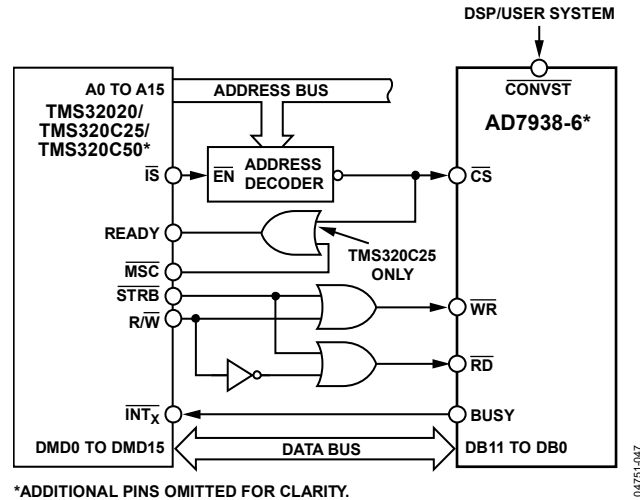 DSP/USER SYSTEM
A0 TO A15
ADDRESS BUS
CONVST
TMS32020/
TMS320C25/
TMS320C50*
AD7938-6*
IS
EN
ADDRESS
DECODER
CS
READY
TMS320C25
ONLY
MSC
STRB
R/W
WR
RD
INTX
BUSY
DMD0 TO DMD15
DATA BUS
DB11 TO DB0
*ADDITIONAL PINS OMITTED FOR CLARITY.
04751-047